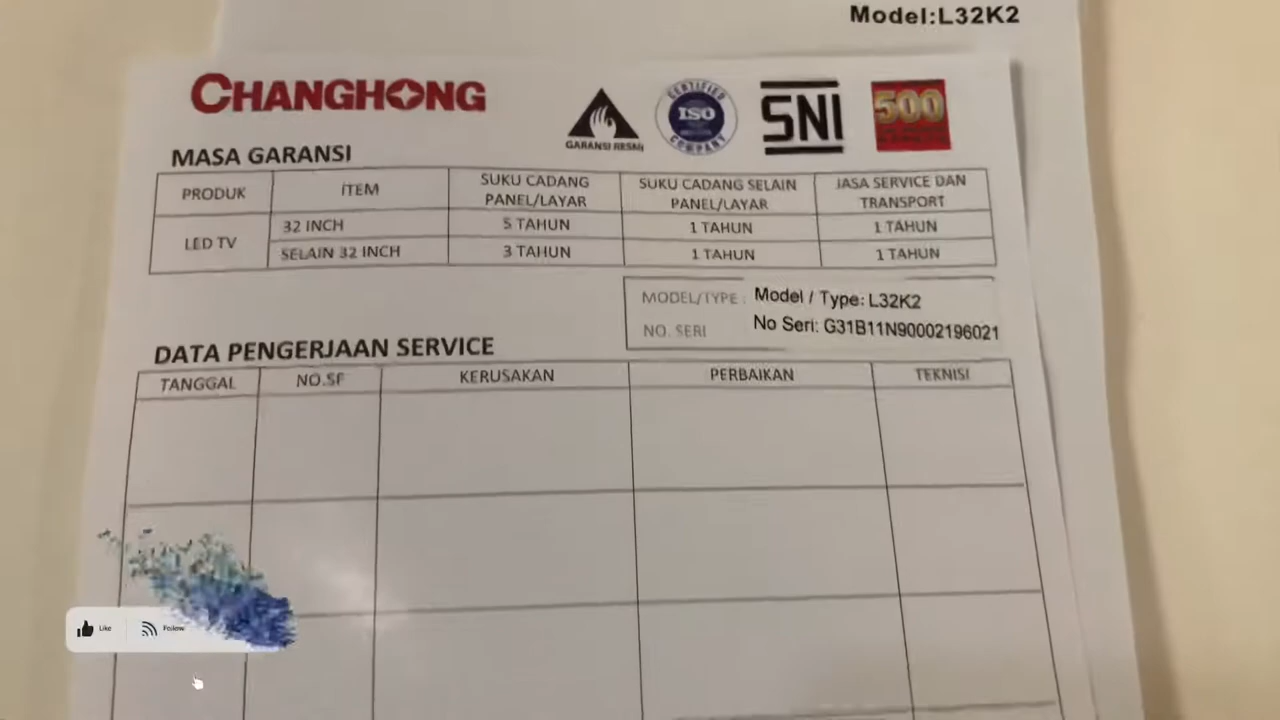 Model:L32K2
CHANGHONG
GARANSI RESMI
CERTIFIED
ISO
COMPANY
SNI
500
MASA GARANSI
PRODUK
ITEM
SUKU CADANG
PANEL/LAYAR
SUKU CADANG SELAIN
PANEL/LAYAR
JASA SERVICE DAN
TRANSPORT
LED TV
32 INCH
5 TAHUN
1 TAHUN
1 TAHUN
SELAIN 32 INCH
3 TAHUN
1 TAHUN
1 TAHUN
MODEL/TYPE : Model / Type: L32K2
NO. SERI No Seri: G31B11N90002196021
DATA PENGERJAAN SERVICE
TANGGAL
NO.SF
KERUSAKAN
PERBAIKAN
TEKNISI
Like
Follow